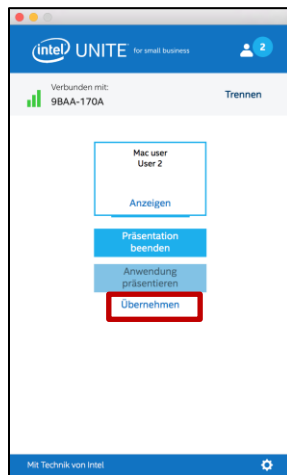 intel UNITE for small business
2
Verbunden mit:
9BAA-170A
Trennen
Mac user
User 2
Anzeigen
Präsentation
beenden
Anwendung
präsentieren
Übernehmen
Mit Technik von Intel